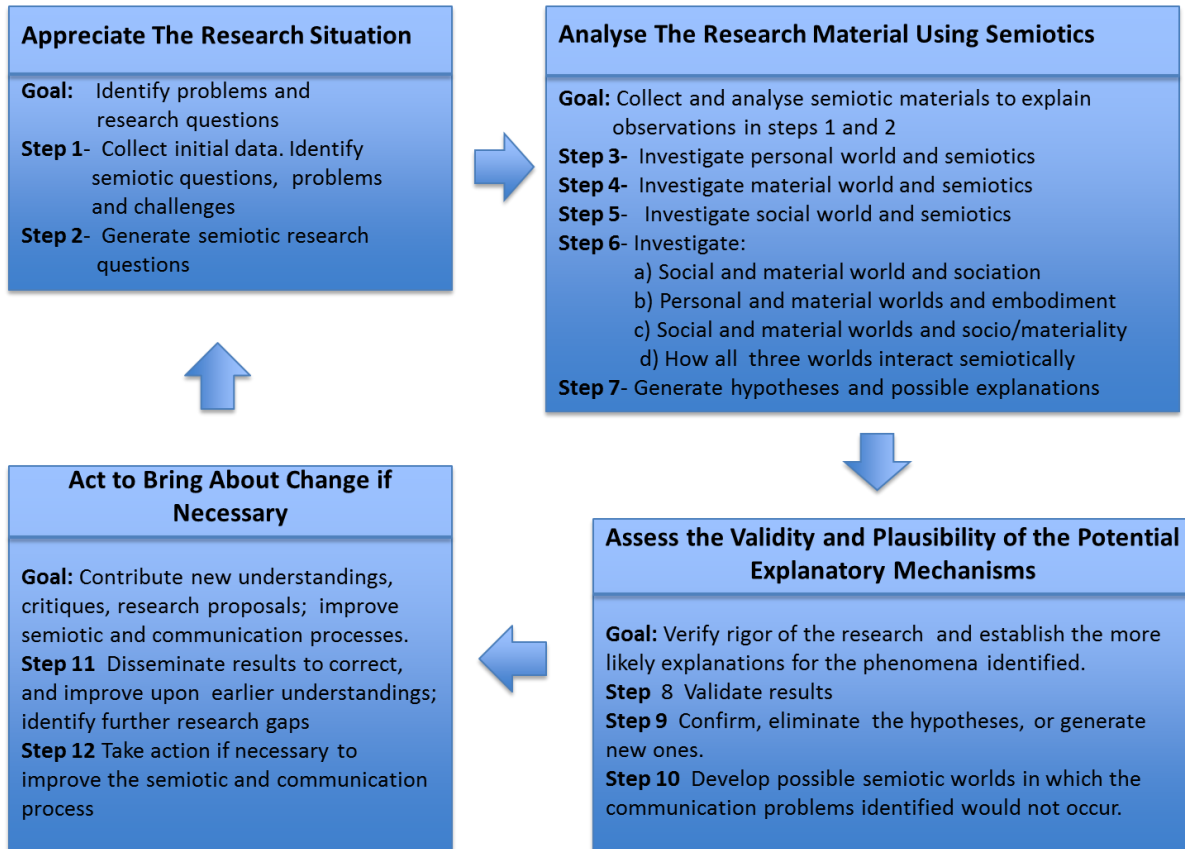 Appreciate The Research Situation
Goal: Identify problems and
research questions
Step 1- Collect initial data. Identify
semiotic questions, problems
and challenges
Step 2- Generate semiotic research
questions
Analyse The Research Material Using Semiotics
Goal: Collect and analyse semiotic materials to explain
observations in steps 1 and 2
Step 3- Investigate personal world and semiotics
Step 4- Investigate material world and semiotics
Step 5- Investigate social world and semiotics
Step 6- Investigate:
a) Social and material world and sociation
b) Personal and material worlds and embodiment
c) Social and material worlds and socio/materiality
d) How all three worlds interact semiotically
Step 7- Generate hypotheses and possible explanations
Assess the Validity and Plausibility of the Potential
Explanatory Mechanisms
Goal: Verify rigor of the research and establish the more
likely explanations for the phenomena identified.
Step 8 Validate results
Step 9 Confirm, eliminate the hypotheses, or generate
new ones.
Step 10 Develop possible semiotic worlds in which the
communication problems identified would not occur.
Act to Bring About Change if
Necessary
Goal: Contribute new understandings,
critiques, research proposals; improve
semiotic and communication processes.
Step 11 Disseminate results to correct,
and improve upon earlier understandings;
identify further research gaps
Step 12 Take action if necessary to
improve the semiotic and communication
process